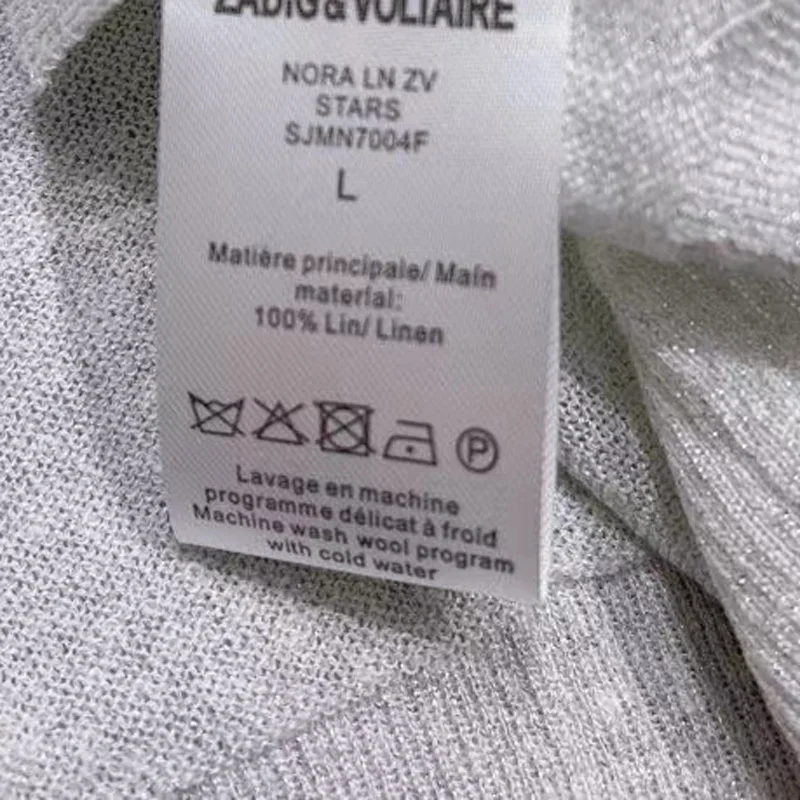 ZADIG & VOLTAIRE
NORA LN ZV
STARS
SJMN7004F
L
Matière principale/ Main
material:
100% Lin/ Linen
P
Lavage en machine
programme délicat à froid
Machine wash wool program
with cold water